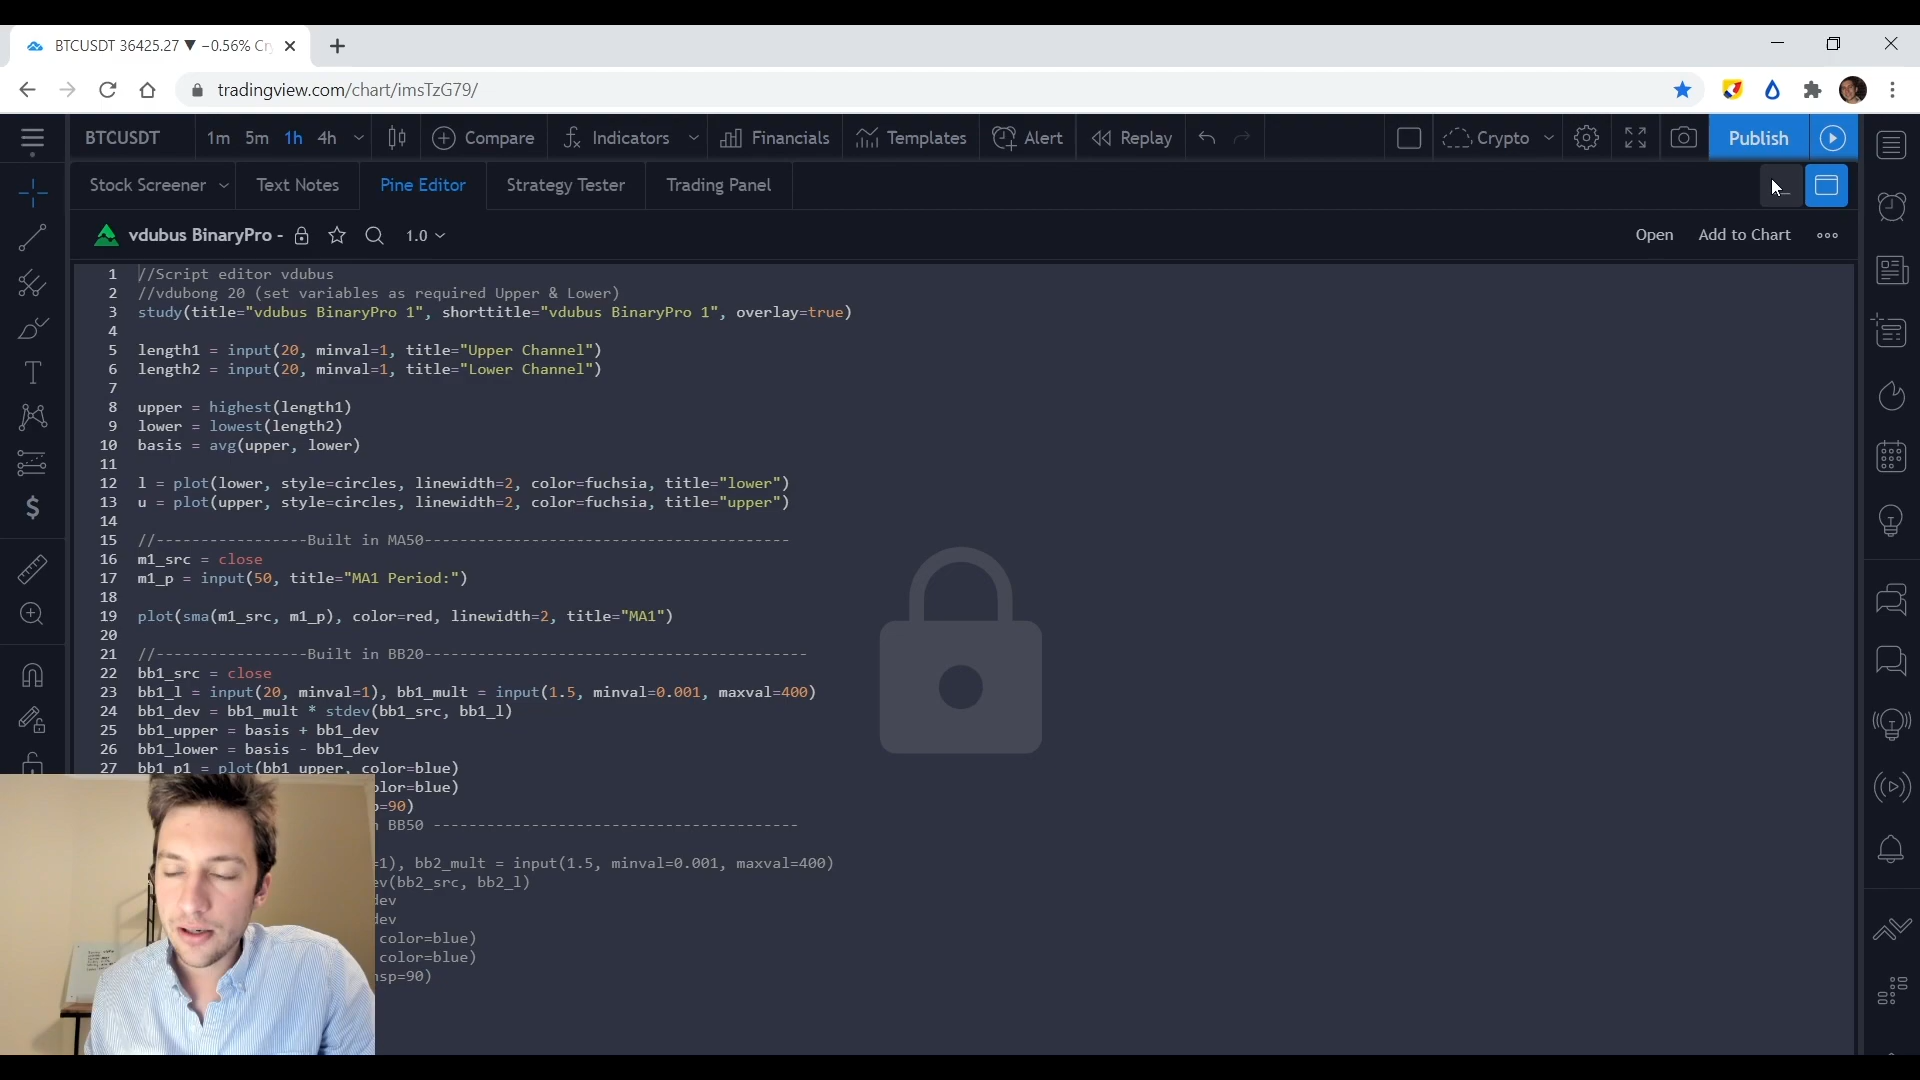 BTCUSDT 36425.27 ▼ −0.56% Cr
tradingview.com/chart/imsTzG79/
BTCUSDT 1m 5m 1h 4h Compare Indicators Financials Templates Alert Replay Crypto Publish
Stock Screener Text Notes Pine Editor Strategy Tester Trading Panel
vdubus BinaryPro - 1.0 Open Add to Chart
1 //Script editor vdubus
2 //vdubong 20 (set variables as required Upper & Lower)
3 study(title="vdubus BinaryPro 1", shorttitle="vdubus BinaryPro 1", overlay=true)
4
5 length1 = input(20, minval=1, title="Upper Channel")
6 length2 = input(20, minval=1, title="Lower Channel")
7
8 upper = highest(length1)
9 lower = lowest(length2)
10 basis = avg(upper, lower)
11
12 l = plot(lower, style=circles, linewidth=2, color=fuchsia, title="lower")
13 u = plot(upper, style=circles, linewidth=2, color=fuchsia, title="upper")
14
15 //-----------------Built in MA50-----------------------------------------
16 m1_src = close
17 m1_p = input(50, title="MA1 Period:")
18
19 plot(sma(m1_src, m1_p), color=red, linewidth=2, title="MA1")
20
21 //-----------------Built in BB20-------------------------------------------
22 bb1_src = close
23 bb1_l = input(20, minval=1), bb1_mult = input(1.5, minval=0.001, maxval=400)
24 bb1_dev = bb1_mult * stdev(bb1_src, bb1_l)
25 bb1_upper = basis + bb1_dev
26 bb1_lower = basis - bb1_dev
27 bb1_p1 = plot(bb1_upper, color=blue)
olor=blue)
=90)
BB50 -----------------------------------------
=1), bb2_mult = input(1.5, minval=0.001, maxval=400)
ev(bb2_src, bb2_l)
dev
dev
color=blue)
color=blue)
nsp=90)